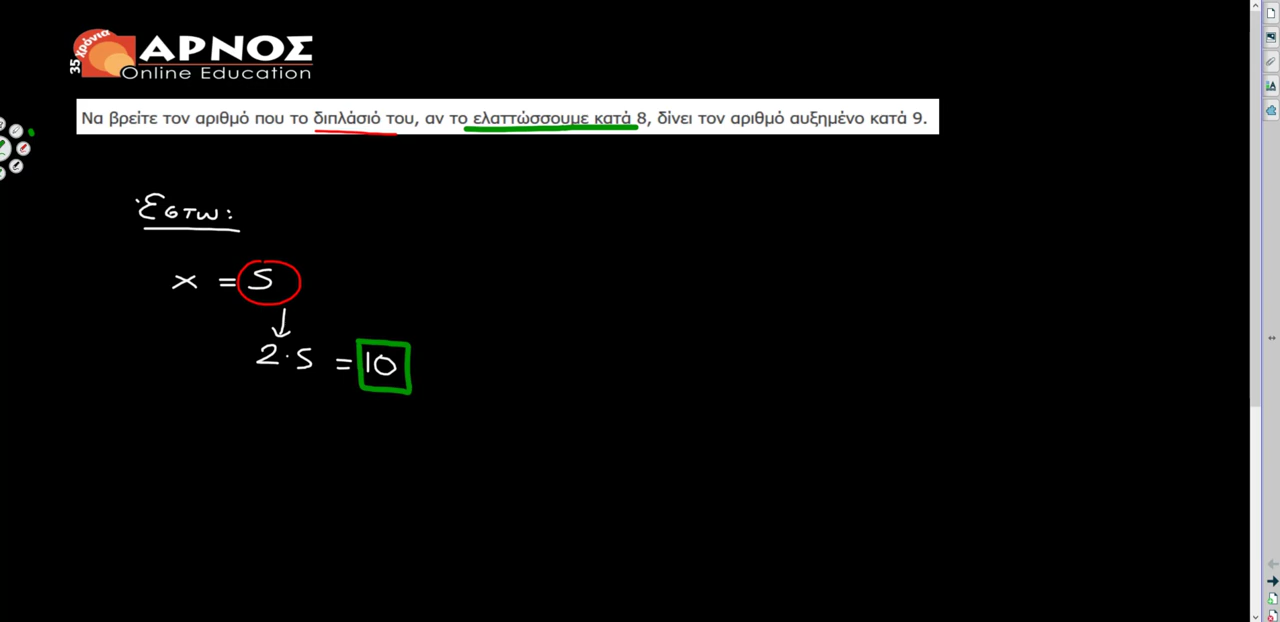 35 χρόνια
ΑΡΝΟΣ
Online Education
Να βρείτε τον αριθμό που το διπλάσιό του, αν το ελαττώσουμε κατά 8, δίνει τον αριθμό αυξημένο κατά 9.
Έστω:
x = 5
2·5 = 10